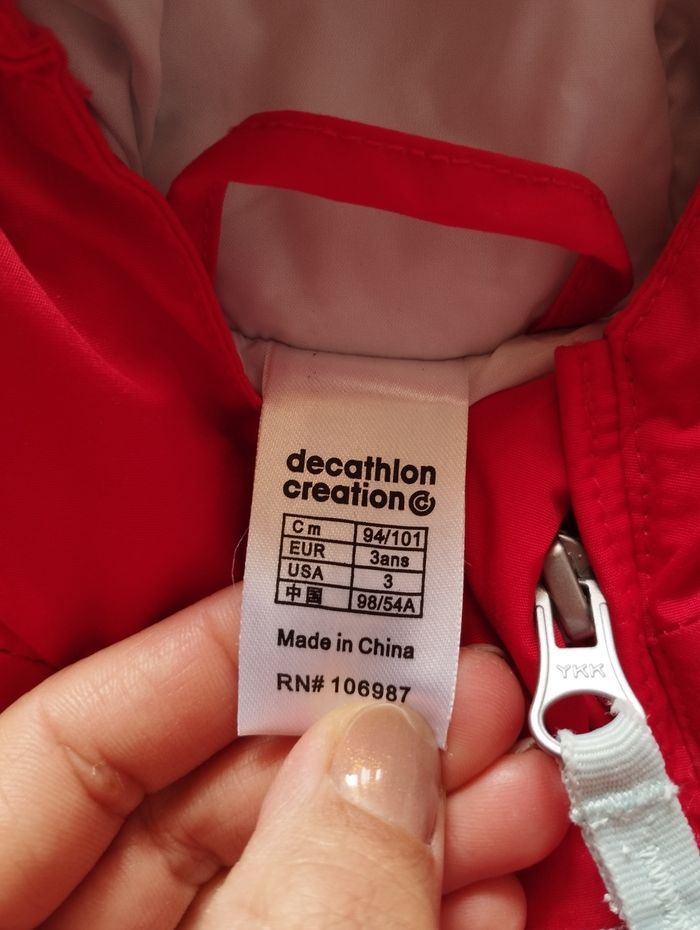 decathlon
creation
Cm 94/101
EUR 3ans
USA 3
中国 98/54A
Made in China
RN# 106987
YKK